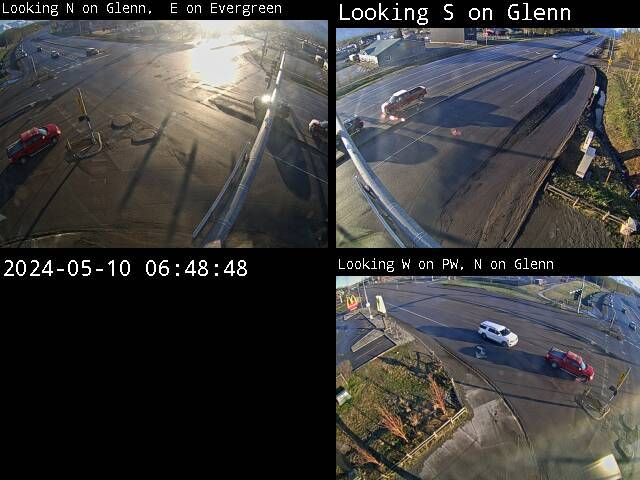 Looking N on Glenn, E on Evergreen
Looking S on Glenn
2024-05-10 06:48:48
Looking W on PW, N on Glenn